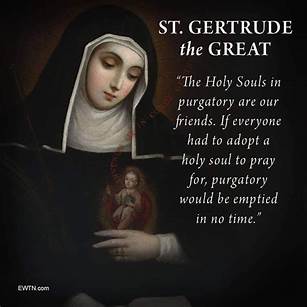 ST. GERTRUDE
the GREAT
“The Holy Souls in
purgatory are our
friends. If everyone
had to adopt a
holy soul to pray
for, purgatory
would be emptied
in no time.”
EWTN.com